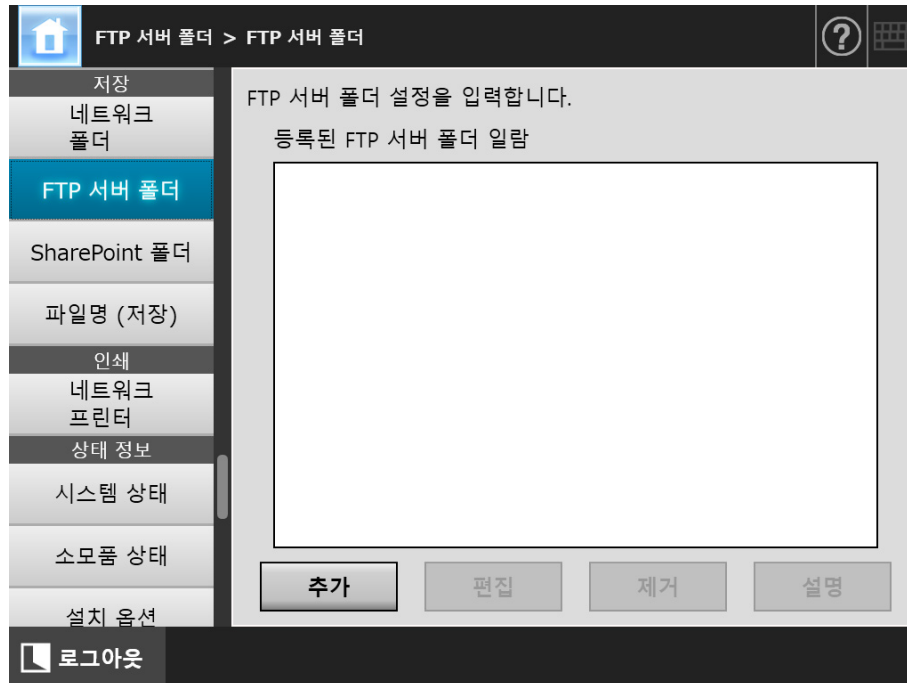 FTP 서버 폴더 > FTP 서버 폴더
?
저장
네트워크
폴더
FTP 서버 폴더
SharePoint 폴더
파일명 (저장)
인쇄
네트워크
프린터
상태 정보
시스템 상태
소모품 상태
설치 옵션
FTP 서버 폴더 설정을 입력합니다.
등록된 FTP 서버 폴더 일람
추가
편집
제거
설명
로그아웃